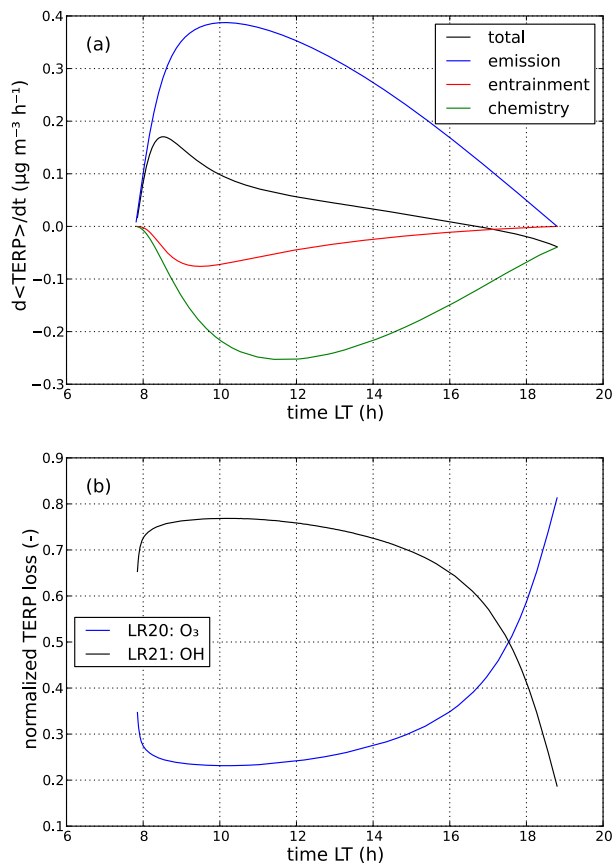 (a)
total
emission
entrainment
chemistry
d<TERP>/dt (μg m⁻³ h⁻¹)
0.4
0.3
0.2
0.1
0.0
−0.1
−0.2
−0.3
6 8 10 12 14 16 18 20
time LT (h)
(b)
LR20: O₃
LR21: OH
normalized TERP loss (-)
0.9
0.8
0.7
0.6
0.5
0.4
0.3
0.2
0.1
6 8 10 12 14 16 18 20
time LT (h)